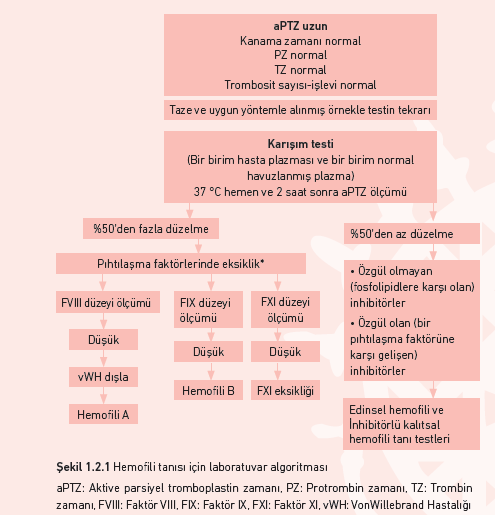 aPTZ uzun
Kanama zamanı normal
PZ normal
TZ normal
Trombosit sayısı-işlevi normal
Taze ve uygun yöntemle alınmış örnekle testin tekrarı
Karışım testi
(Bir birim hasta plazması ve bir birim normal
havuzlanmış plazma)
37 °C hemen ve 2 saat sonra aPTZ ölçümü
%50'den fazla düzelme
Pıhtılaşma faktörlerinde eksiklik*
FVIII düzeyi ölçümü
Düşük
vWH dışla
Hemofili A
FIX düzeyi
ölçümü
Düşük
Hemofili B
FXI düzeyi
ölçümü
Düşük
FXI eksikliği
%50'den az düzelme
• Özgül olmayan
(fosfolipidlere karşı olan)
inhibitörler
• Özgül olan (bir
pıhtılaşma faktörüne
karşı gelişen)
inhibitörler
Edinsel hemofili ve
İnhibitörlü kalıtsal
hemofili tanı testleri
Şekil 1.2.1 Hemofili tanısı için laboratuvar algoritması
aPTZ: Aktive parsiyel tromboplastin zamanı, PZ: Protrombin zamanı, TZ: Trombin
zamanı, FVIII: Faktör VIII, FIX: Faktör IX, FXI: Faktör XI, vWH: VonWillebrand Hastalığı